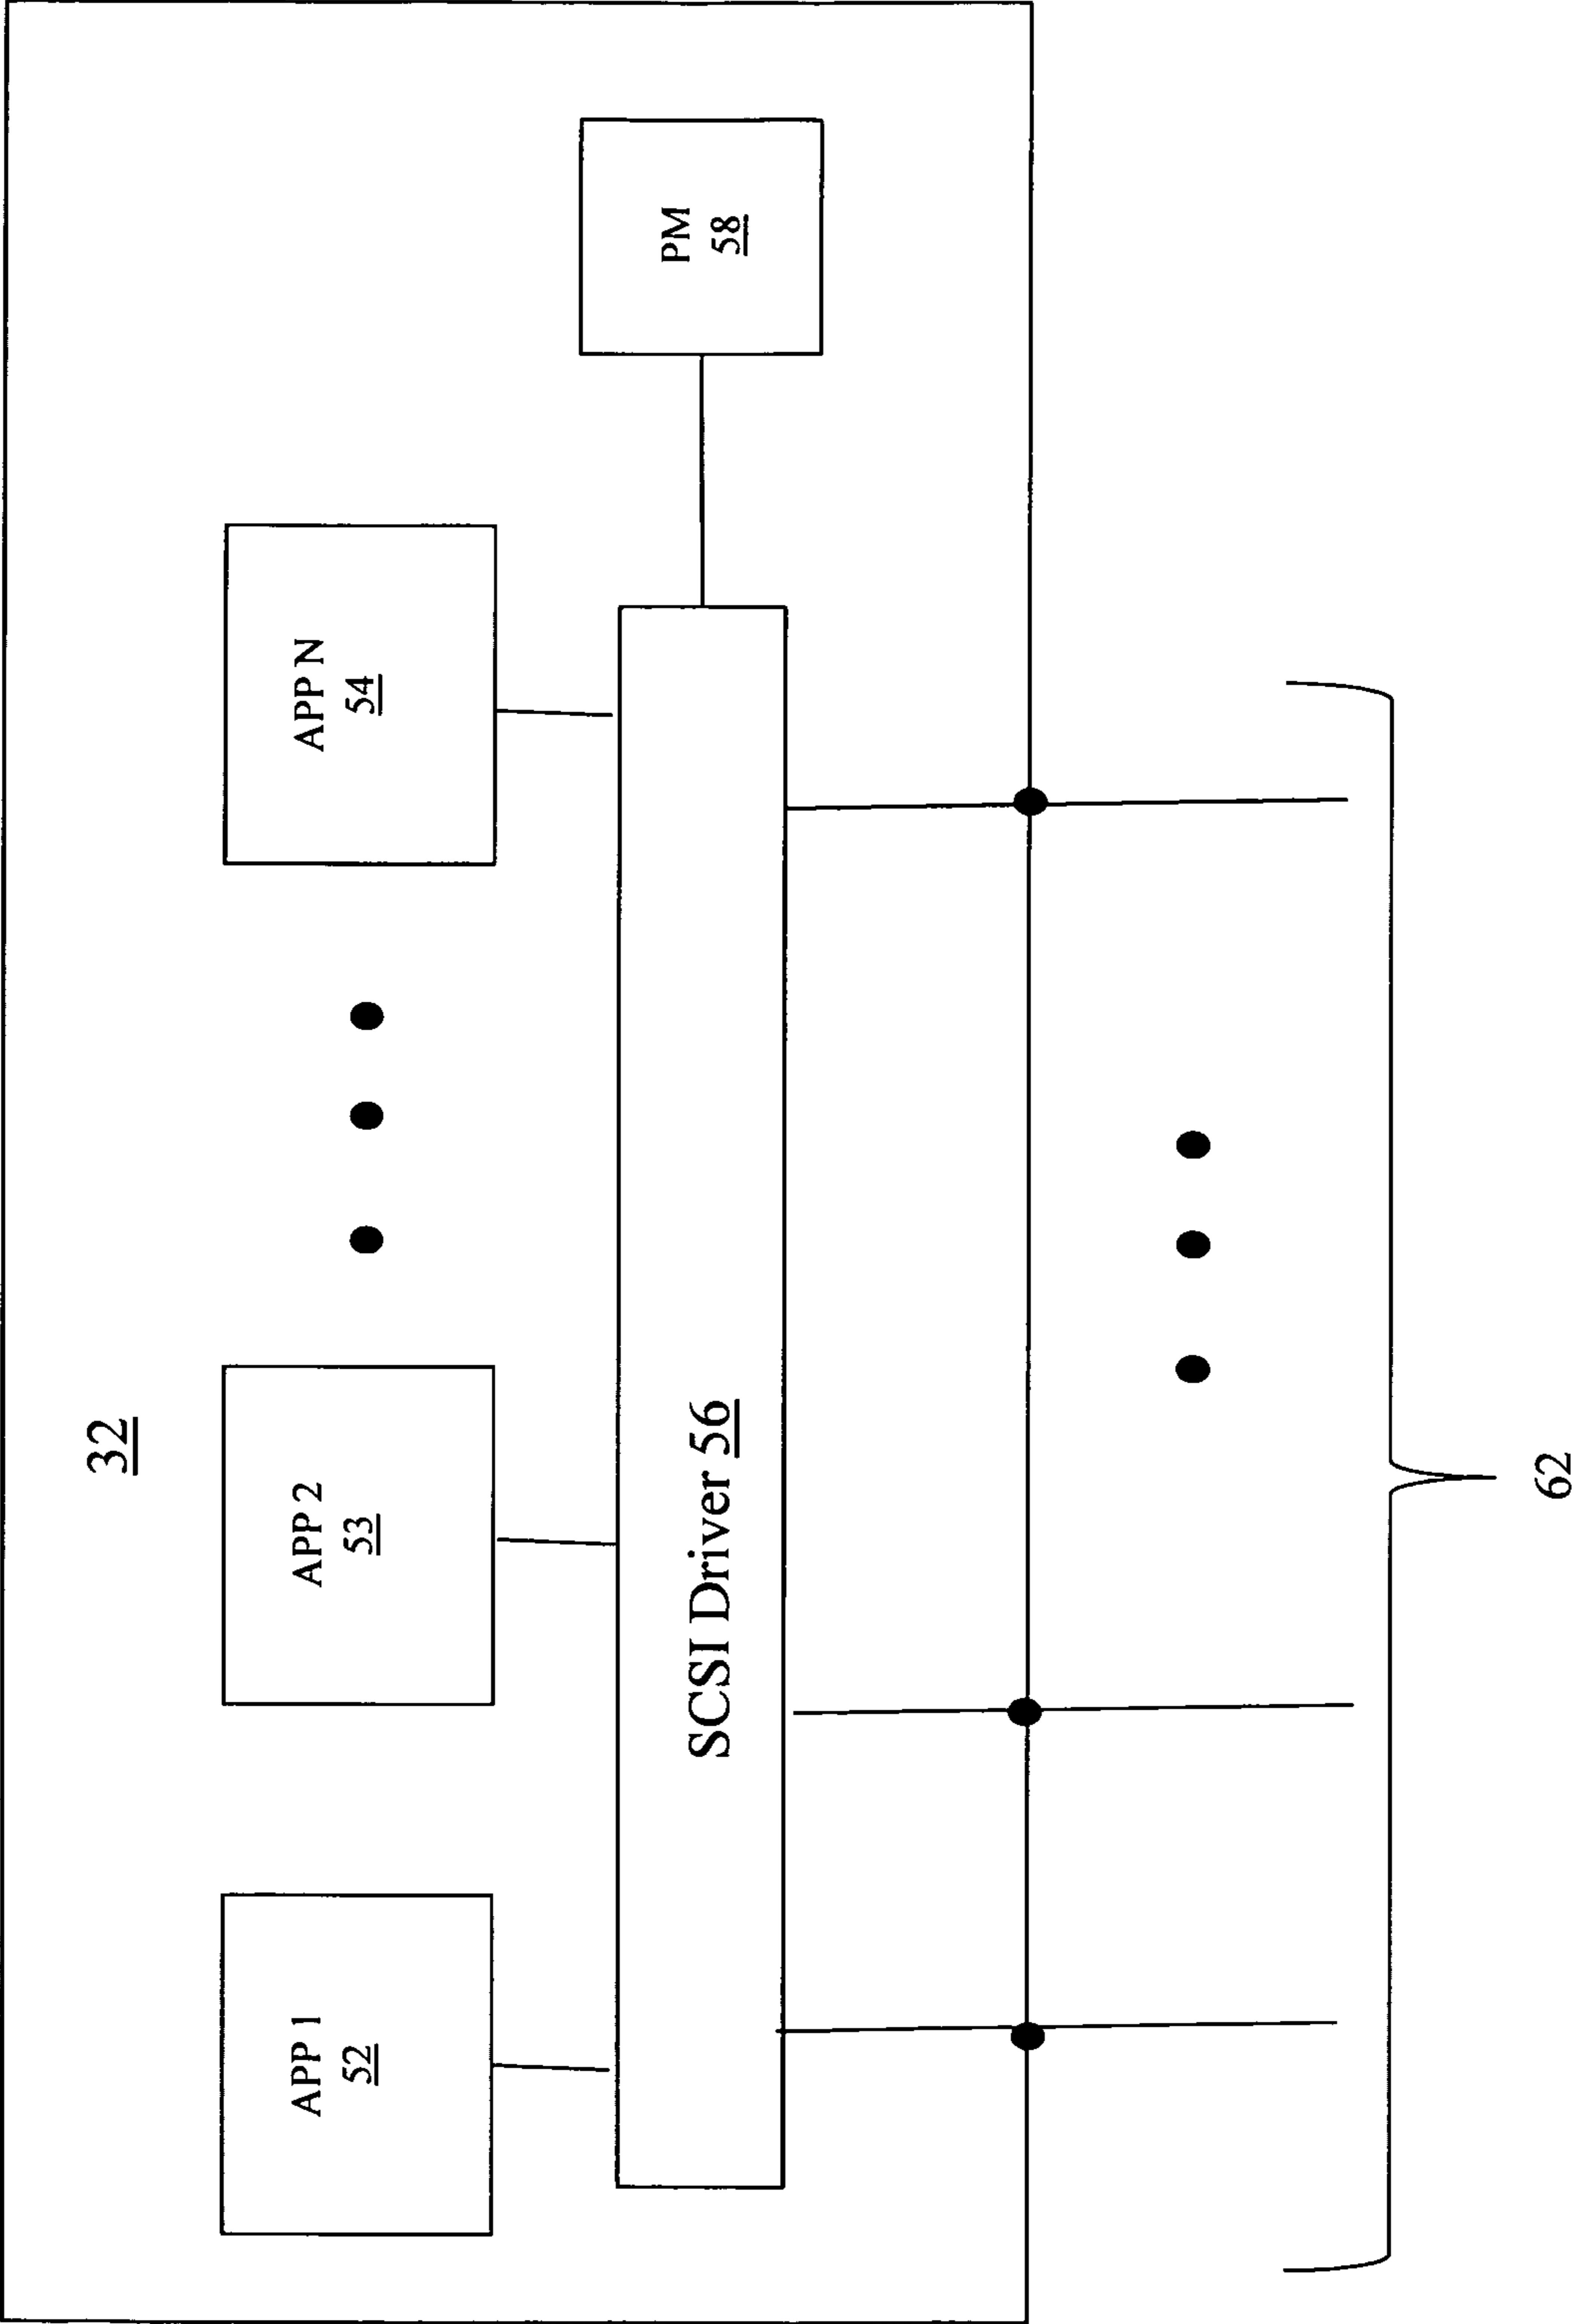 32
APP 1
52
APP 2
53
APP N
54
SCSI Driver 56
PM
58
62